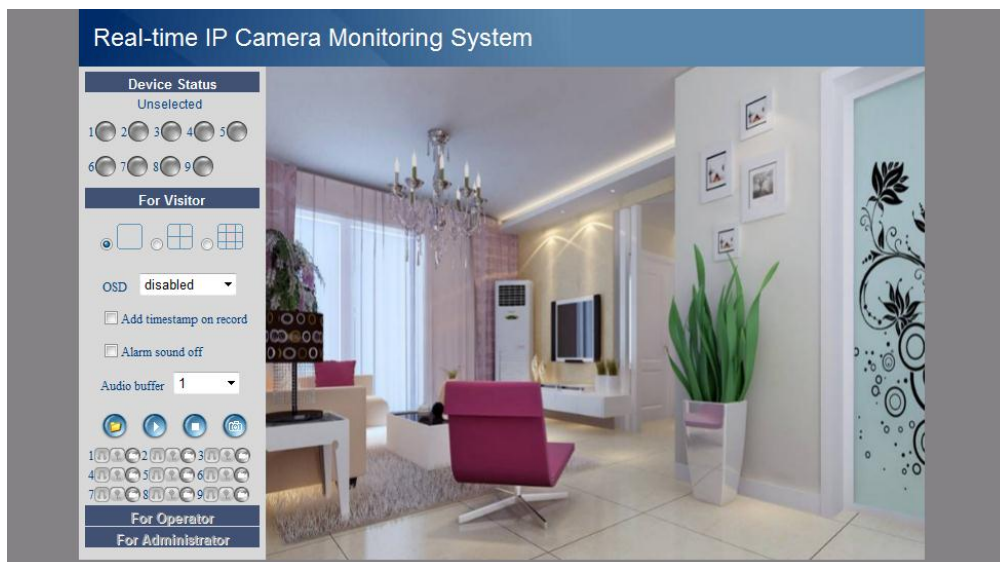 Real-time IP Camera Monitoring System
Device Status
Unselected
1 2 3 4 5
6 7 8 9
For Visitor
OSD disabled
Add timestamp on record
Alarm sound off
Audio buffer 1
1 2 3
4 5 6
7 8 9
For Operator
For Administrator